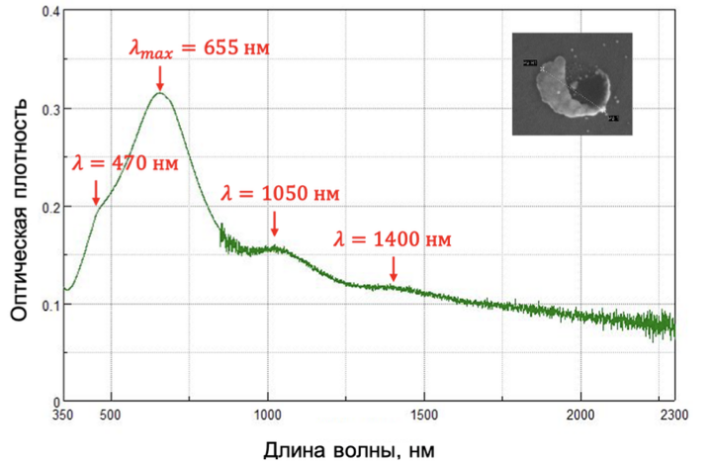 0.4
λmax = 655 нм
0.3
λ = 470 нм
λ = 1050 нм
0.2
λ = 1400 нм
0.1
0
350 500 1000 1500 2000 2300
Оптическая плотность
Длина волны, нм